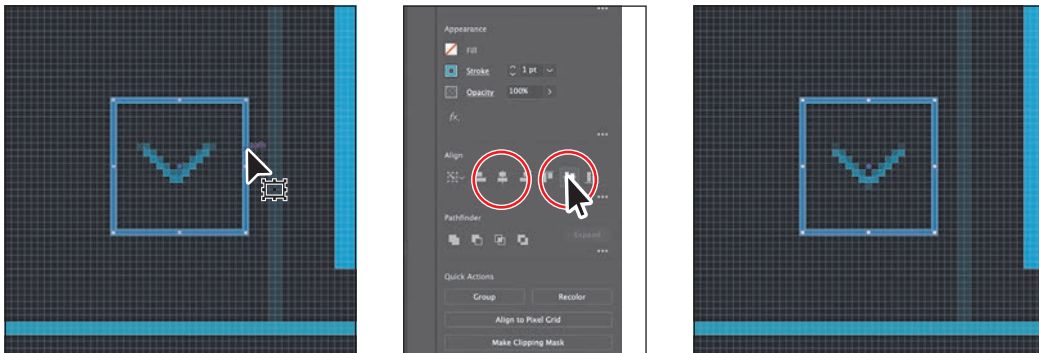 path
Appearance
Fill
Stroke 1 pt
Opacity 100%
fx.
Align
Pathfinder
Expand
Quick Actions
Group Recolor
Align to Pixel Grid
Make Clipping Mask